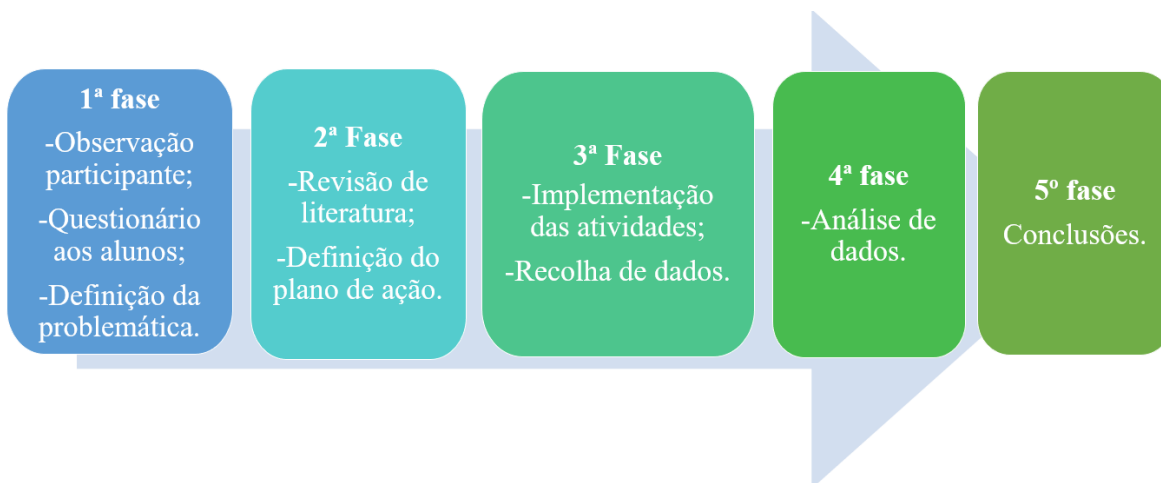 1ª fase
-Observação
participante;
-Questionário
aos alunos;
-Definição da
problemática.
2ª Fase
-Revisão de
literatura;
-Definição do
plano de ação.
3ª Fase
-Implementação
das atividades;
-Recolha de dados.
4ª fase
-Análise de
dados.
5º fase
Conclusões.